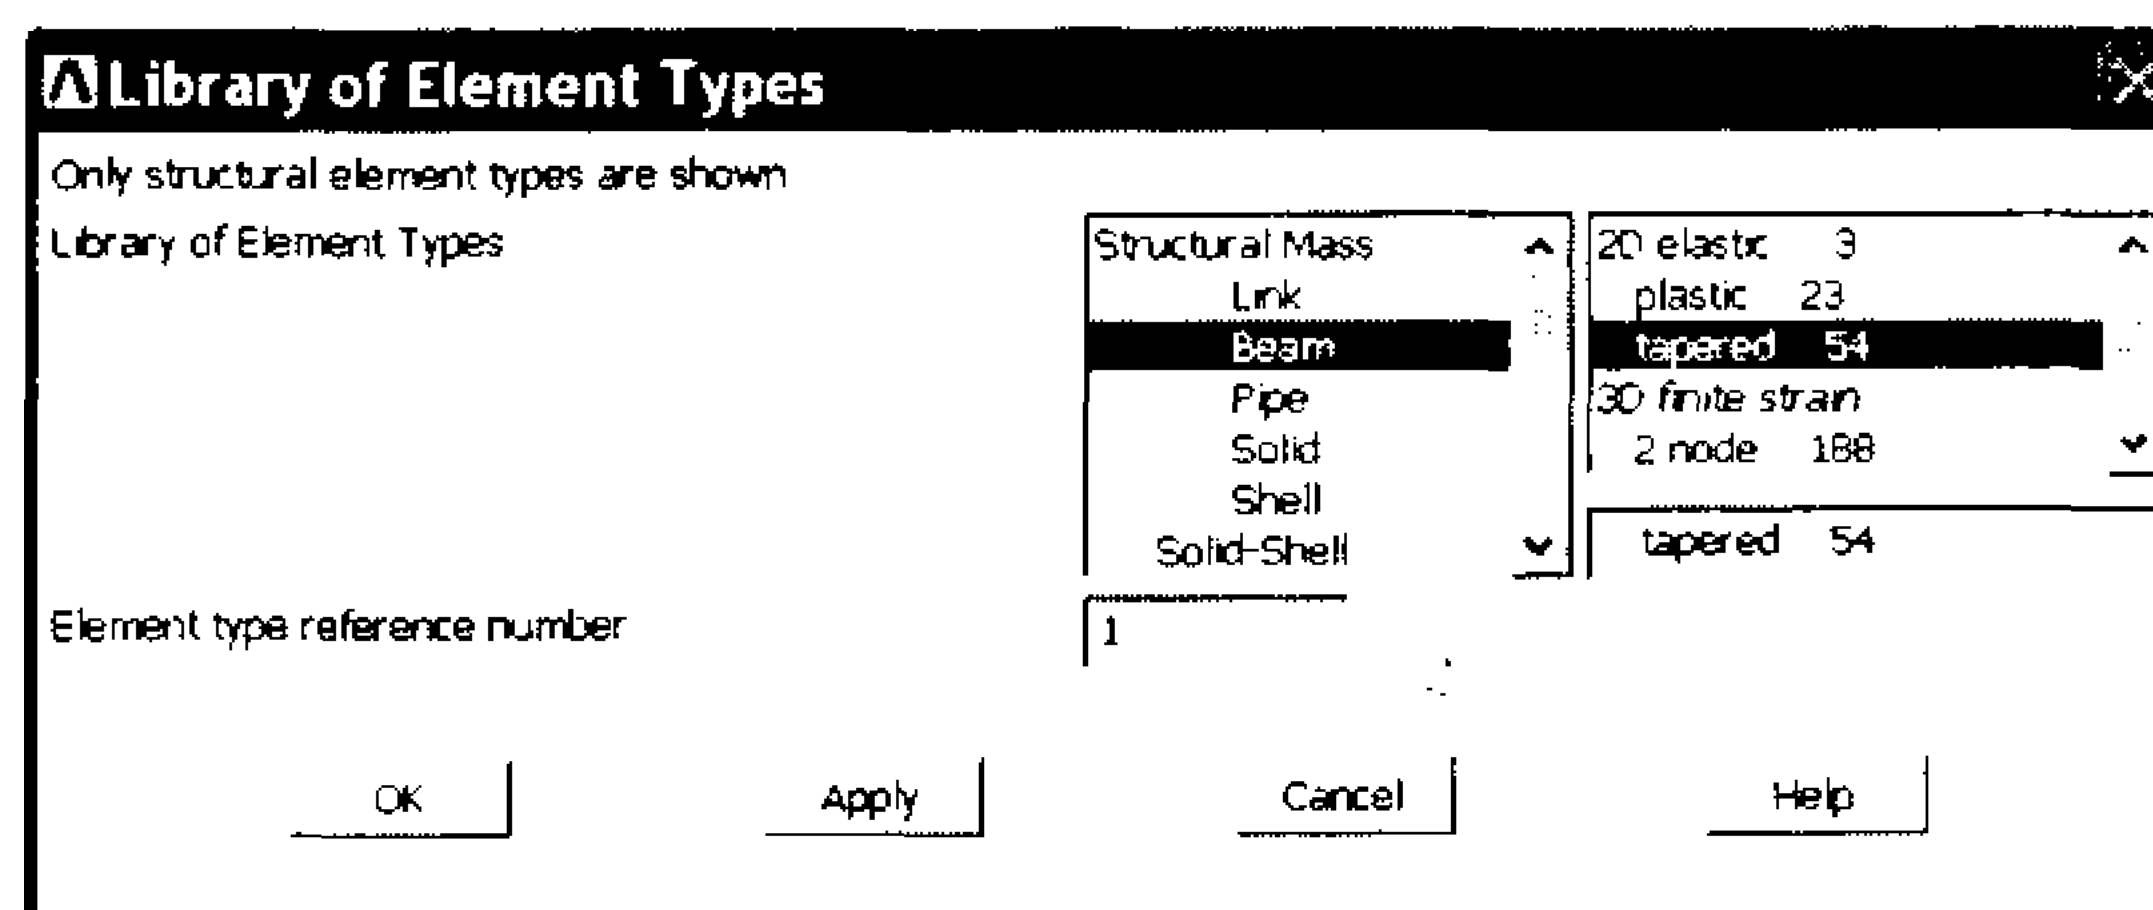 Library of Element Types
Only structural element types are shown
Library of Element Types
Structural Mass
Link
Beam
Pipe
Solid
Shell
Solid-Shell
2D elastic 3
plastic 23
tapered 54
3D finite strain
2 node 188
tapered 54
Element type reference number
1
OK
Apply
Cancel
Help